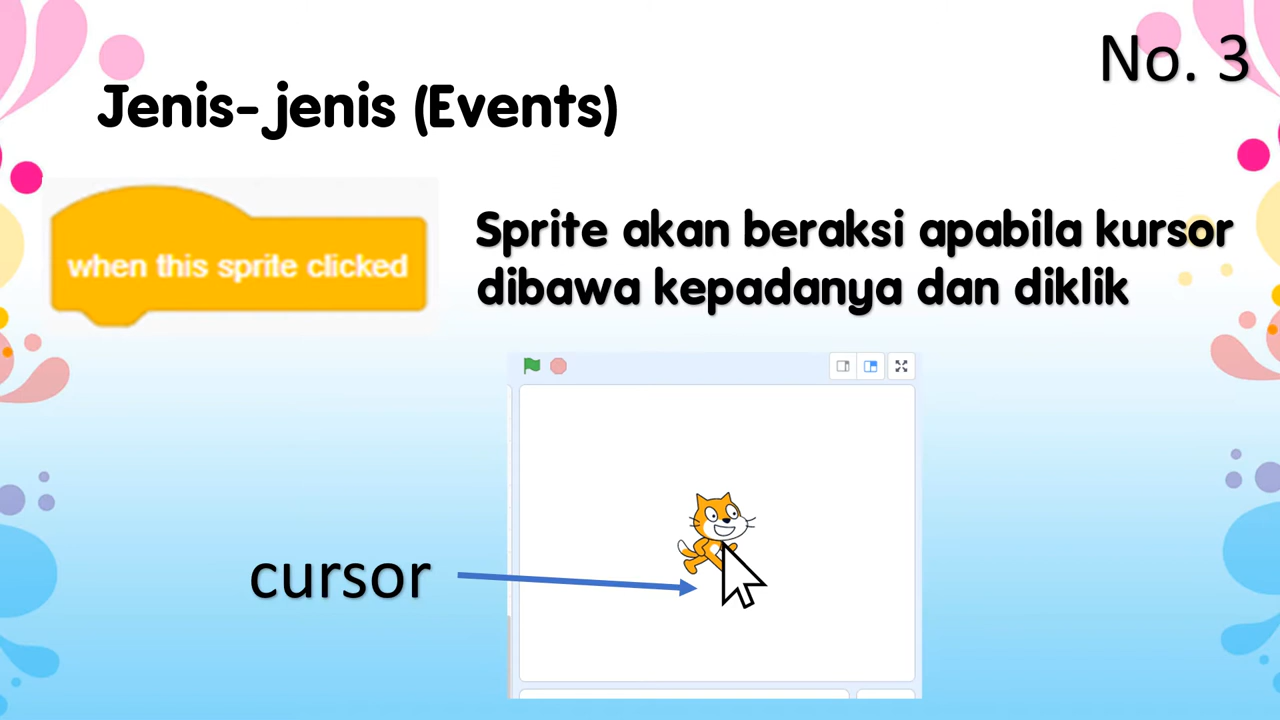 No. 3
Jenis-jenis (Events)
when this sprite clicked
Sprite akan beraksi apabila kursor
dibawa kepadanya dan diklik
cursor